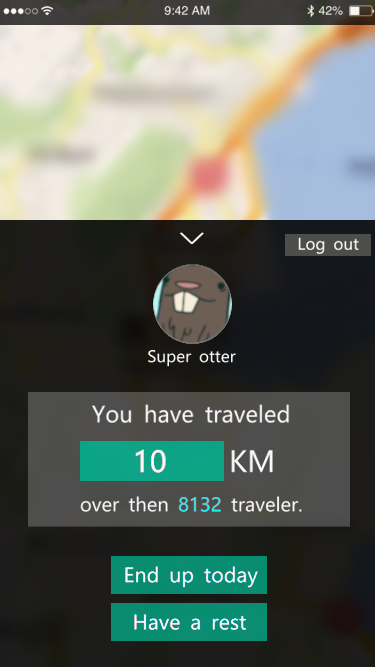 9:42 AM
42%
Log out
Super otter
You have traveled
10 KM
over then 8132 traveler.
End up today
Have a rest